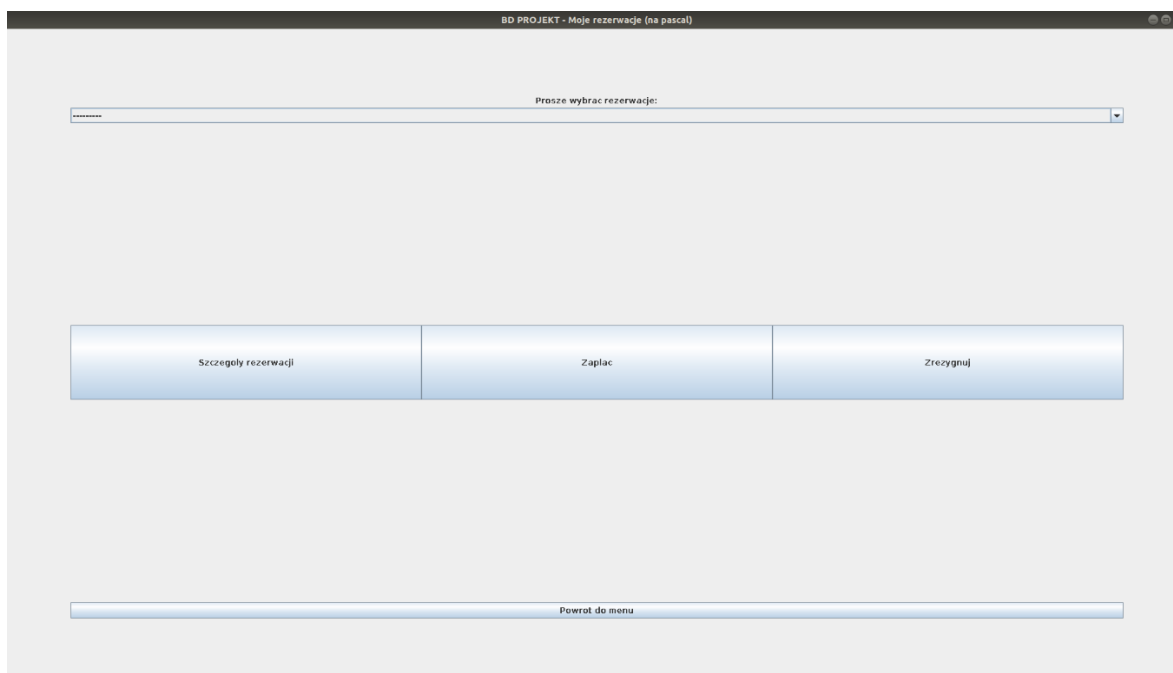 BD PROJEKT - Moje rezerwacje (na pascal)
Prosze wybrac rezerwacje:
---------
Szczegoly rezerwacji
Zaplac
Zrezygnuj
Powrot do menu